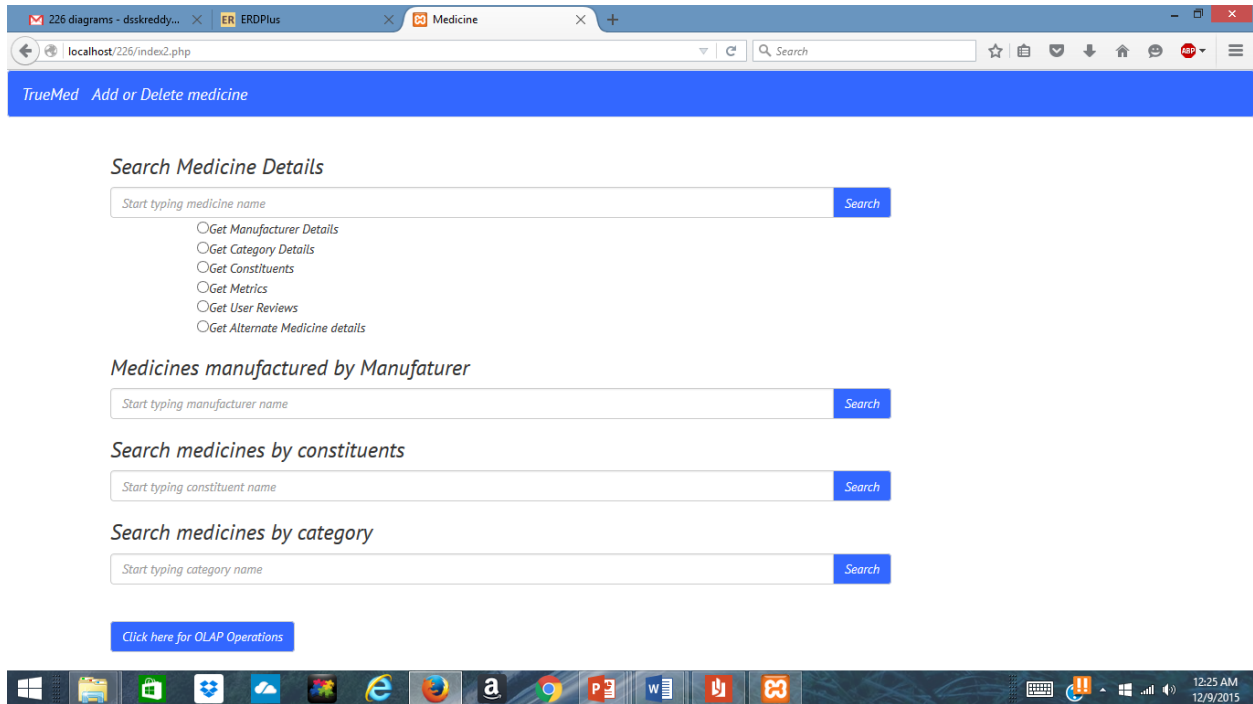 226 diagrams - dsskreddy...
ER ERDPlus
Medicine
localhost/226/index2.php
Search
ABP
TrueMed Add or Delete medicine
Search Medicine Details
Start typing medicine name Search
Get Manufacturer Details
Get Category Details
Get Constituents
Get Metrics
Get User Reviews
Get Alternate Medicine details
Medicines manufactured by Manufaturer
Start typing manufacturer name Search
Search medicines by constituents
Start typing constituent name Search
Search medicines by category
Start typing category name Search
Click here for OLAP Operations
12:25 AM
12/9/2015